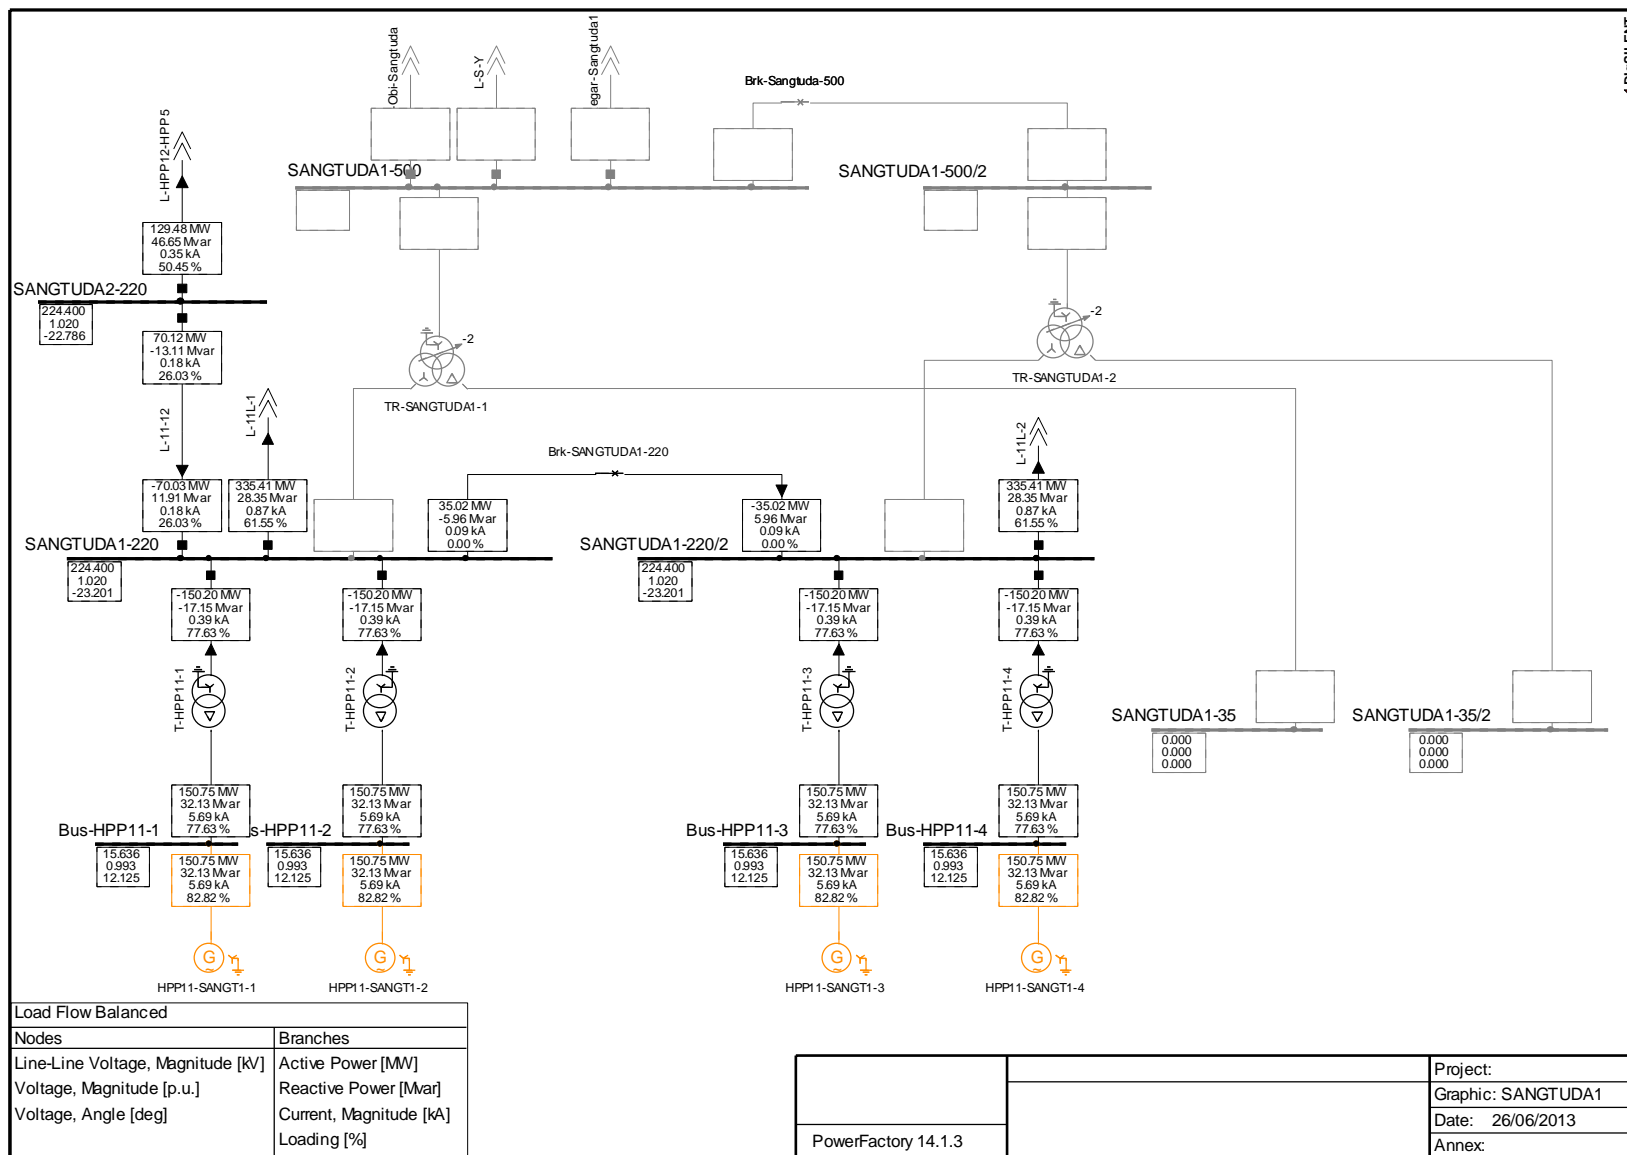 DIgSILENT
-Obi-Sangtuda
L-S-Y
egar-Sangtuda1
Brk-Sangtuda-500
L-HPP12-HPP5
SANGTUDA1-500
SANGTUDA1-500/2
129.48 MW
46.65 Mvar
0.35 kA
50.45 %
SANGTUDA2-220
224.400
1.020
-22.786
70.12 MW
-13.11 Mvar
0.18 kA
26.03 %
-2
TR-SANGTUDA1-1
-2
TR-SANGTUDA1-2
L-11-12
L-11L-1
Brk-SANGTUDA1-220
L-11L-2
-70.03 MW
11.91 Mvar
0.18 kA
26.03 %
335.41 MW
28.35 Mvar
0.87 kA
61.55 %
35.02 MW
-5.96 Mvar
0.09 kA
0.00 %
-35.02 MW
5.96 Mvar
0.09 kA
0.00 %
335.41 MW
28.35 Mvar
0.87 kA
61.55 %
SANGTUDA1-220
224.400
1.020
-23.201
SANGTUDA1-220/2
224.400
1.020
-23.201
-150.20 MW
-17.15 Mvar
0.39 kA
77.63 %
-150.20 MW
-17.15 Mvar
0.39 kA
77.63 %
-150.20 MW
-17.15 Mvar
0.39 kA
77.63 %
-150.20 MW
-17.15 Mvar
0.39 kA
77.63 %
T-HPP11-1
T-HPP11-2
T-HPP11-3
T-HPP11-4
SANGTUDA1-35
0.000
0.000
0.000
SANGTUDA1-35/2
0.000
0.000
0.000
150.75 MW
32.13 Mvar
5.69 kA
77.63 %
150.75 MW
32.13 Mvar
5.69 kA
77.63 %
150.75 MW
32.13 Mvar
5.69 kA
77.63 %
150.75 MW
32.13 Mvar
5.69 kA
77.63 %
Bus-HPP11-1
15.636
0.993
12.125
s-HPP11-2
15.636
0.993
12.125
Bus-HPP11-3
15.636
0.993
12.125
Bus-HPP11-4
15.636
0.993
12.125
150.75 MW
32.13 Mvar
5.69 kA
82.82 %
150.75 MW
32.13 Mvar
5.69 kA
82.82 %
150.75 MW
32.13 Mvar
5.69 kA
82.82 %
150.75 MW
32.13 Mvar
5.69 kA
82.82 %
G
G
G
G
HPP11-SANGT1-1
HPP11-SANGT1-2
HPP11-SANGT1-3
HPP11-SANGT1-4
Load Flow Balanced
Nodes
Branches
Line-Line Voltage, Magnitude [kV]
Active Power [MW]
Voltage, Magnitude [p.u.]
Reactive Power [Mvar]
Voltage, Angle [deg]
Current, Magnitude [kA]
Loading [%]
PowerFactory 14.1.3
Project:
Graphic: SANGTUDA1
Date: 26/06/2013
Annex: